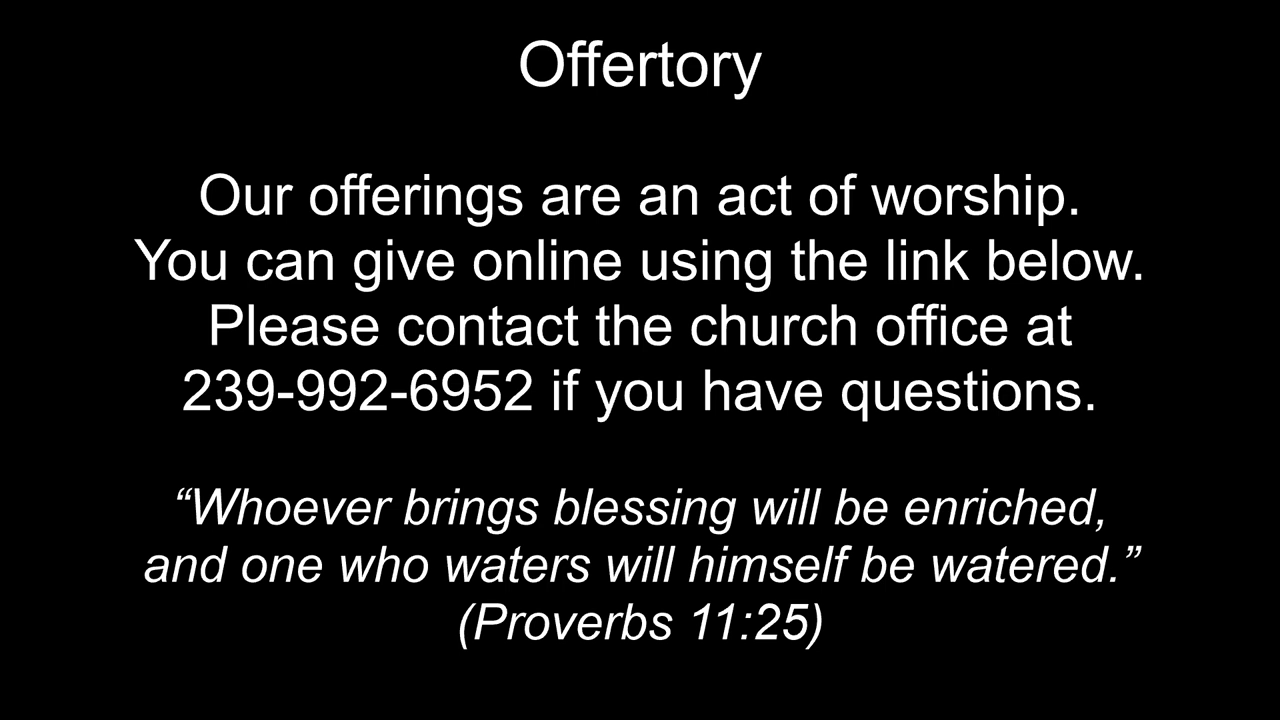 Offertory
Our offerings are an act of worship.
You can give online using the link below.
Please contact the church office at
239-992-6952 if you have questions.
“Whoever brings blessing will be enriched,
and one who waters will himself be watered.”
(Proverbs 11:25)